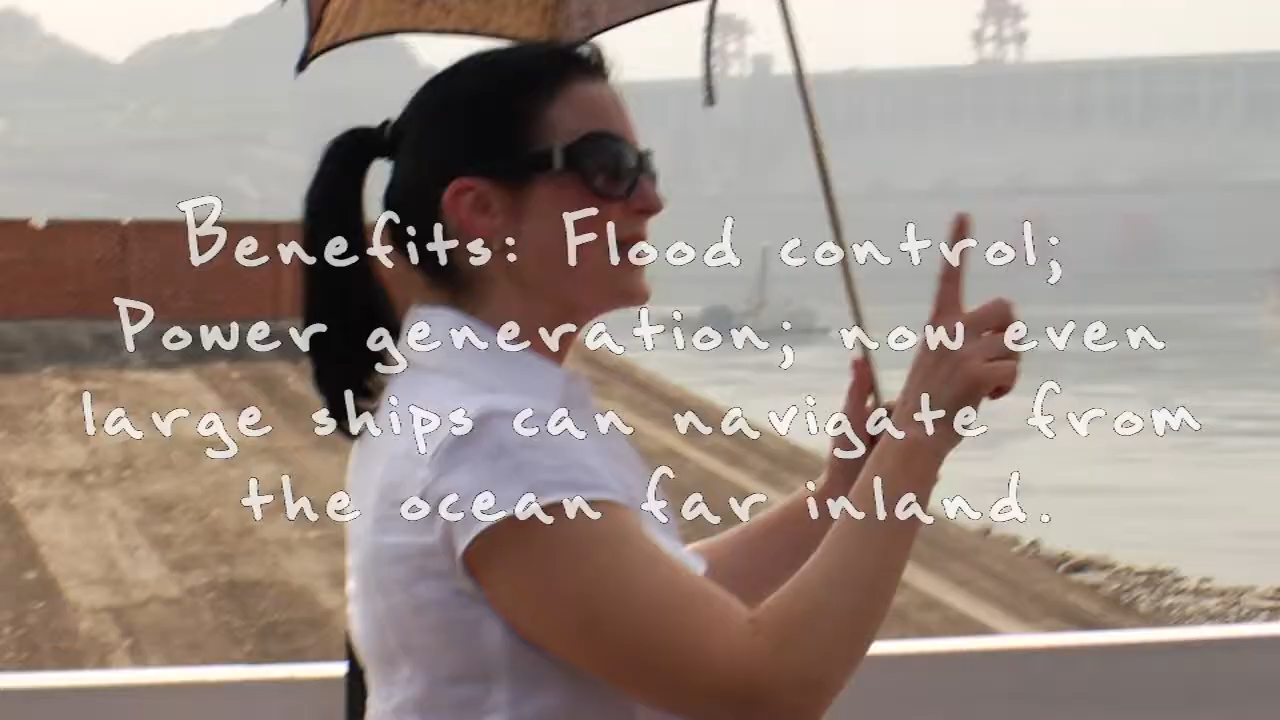 Benefits: Flood control;
Power generation; now even
large ships can navigate from
the ocean far inland.